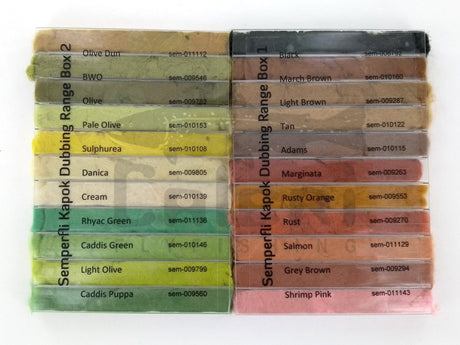 Semperfli Kapok Dubbing Range Box 2
Olive Dun sem-011112
BWO sem-009546
Olive
Pale Olive sem-010153
Sulphurea sem-010108
Danica sem-009805
Cream sem-010139
Rhyac Green sem-011136
Caddis Green sem-010146
Light Olive sem-009799
Caddis Puppa sem-009560
Semperfli Kapok Dubbing Range Box 1
Black
March Brown sem-010160
Light Brown sem-009287
Tan sem-010122
Adams sem-010115
Marginata sem-009263
Rusty Orange sem-009553
Rust sem-009270
Salmon sem-011129
Grey Brown sem-009294
Shrimp Pink sem-011143